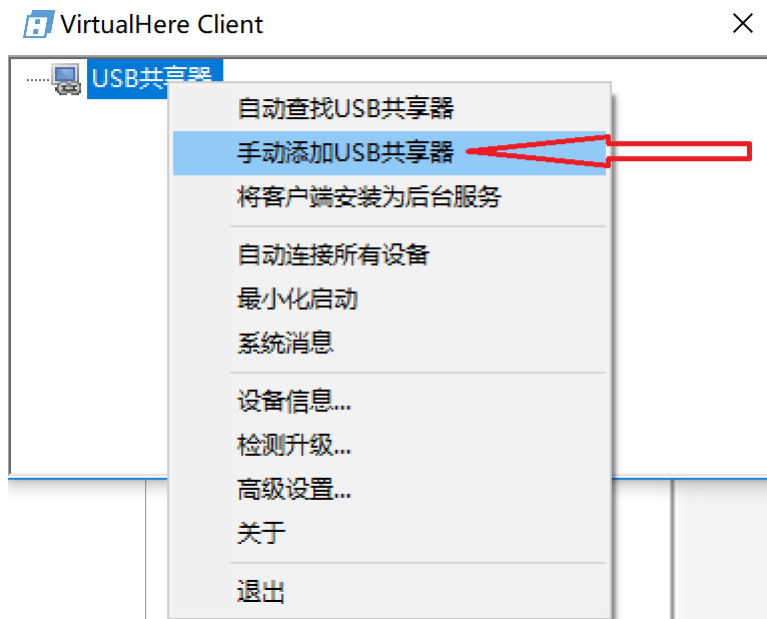 VirtualHere Client
USB共享器
自动查找USB共享器
手动添加USB共享器
将客户端安装为后台服务
自动连接所有设备
最小化启动
系统消息
设备信息...
检测升级...
高级设置...
关于
退出